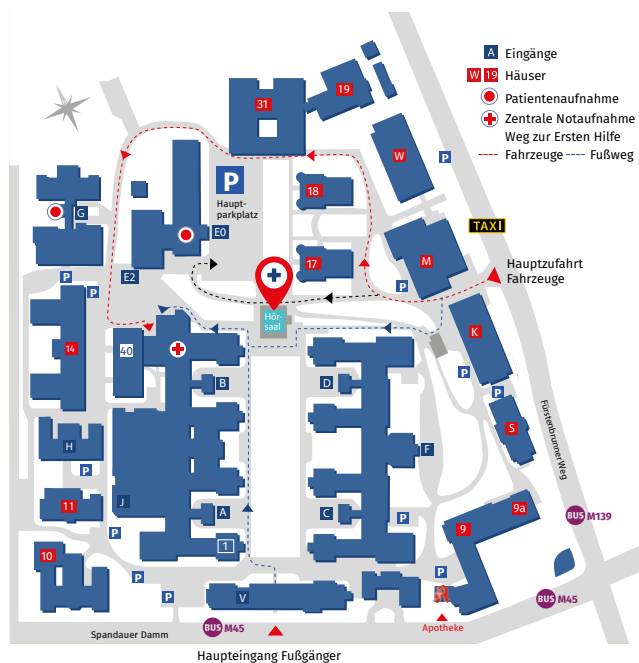 A Eingänge
W 19 Häuser
Patientenaufnahme
Zentrale Notaufnahme
Weg zur Ersten Hilfe
Fahrzeuge Fußweg
31
19
W
P
18
P
Haupt-
parkplatz
G
E0
TAXI
17
M
E2
P
Hauptzufahrt
Fahrzeuge
P
P
Hör-
saal
K
14
40
B
D
P
P
Fürstenbrunner Weg
S
H
F
P
11
J
A
C
P
9
9a
BUS M139
P
10
1
P
P
P
V
BUS M45
Apotheke
Spandauer Damm
BUS M45
Haupteingang Fußgänger